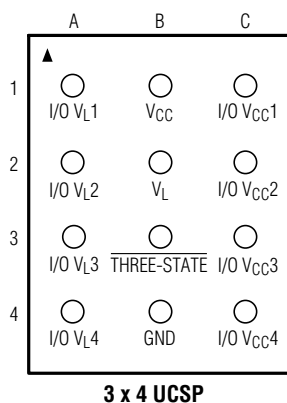 A B C
1
I/O VL1 VCC I/O VCC1
2
I/O VL2 VL I/O VCC2
3
I/O VL3 THREE-STATE I/O VCC3
4
I/O VL4 GND I/O VCC4
3 x 4 UCSP